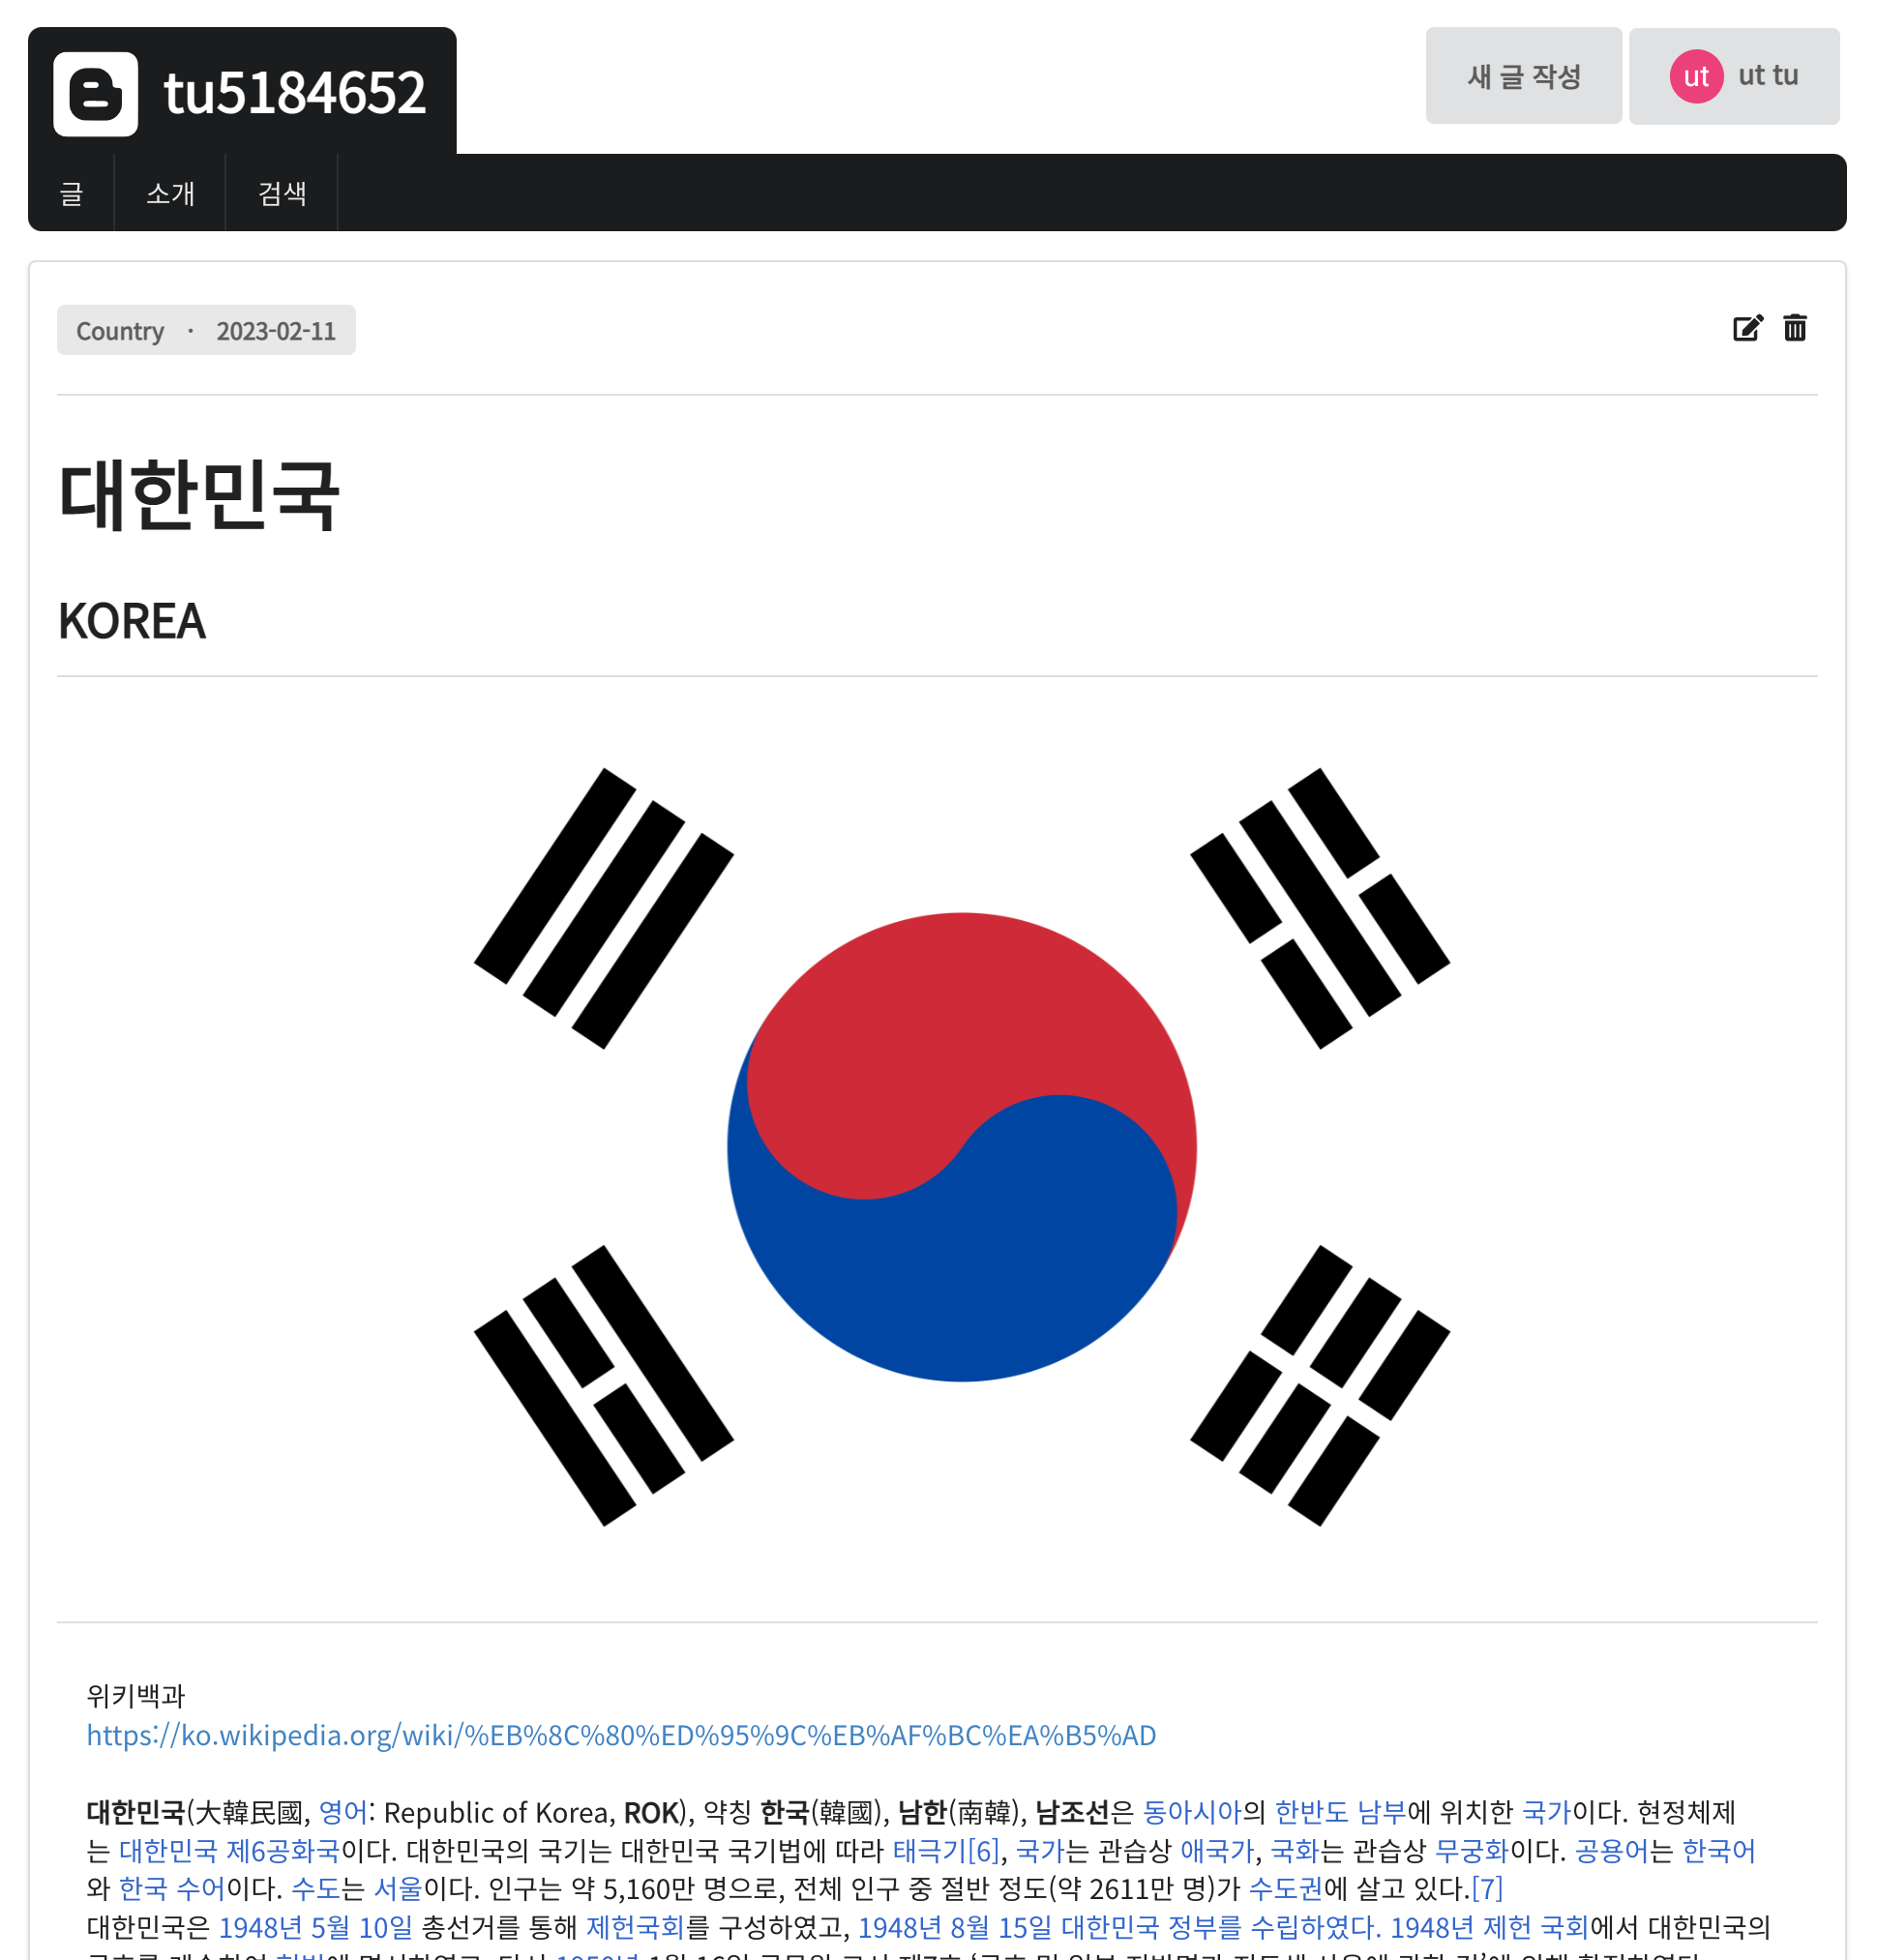 tu5184652
새 글 작성
ut ut tu
글 소개 검색
Country · 2023-02-11
대한민국
KOREA
위키백과
https://ko.wikipedia.org/wiki/%EB%8C%80%ED%95%9C%EB%AF%BC%EA%B5%AD
대한민국(大韓民國, 영어: Republic of Korea, ROK), 약칭 한국(韓國), 남한(南韓), 남조선은 동아시아의 한반도 남부에 위치한 국가이다. 현정체제
는 대한민국 제6공화국이다. 대한민국의 국기는 대한민국 국기법에 따라 태극기[6], 국가는 관습상 애국가, 국화는 관습상 무궁화이다. 공용어는 한국어
와 한국 수어이다. 수도는 서울이다. 인구는 약 5,160만 명으로, 전체 인구 중 절반 정도(약 2611만 명)가 수도권에 살고 있다.[7]
대한민국은 1948년 5월 10일 총선거를 통해 제헌국회를 구성하였고, 1948년 8월 15일 대한민국 정부를 수립하였다. 1948년 제헌 국회에서 대한민국의